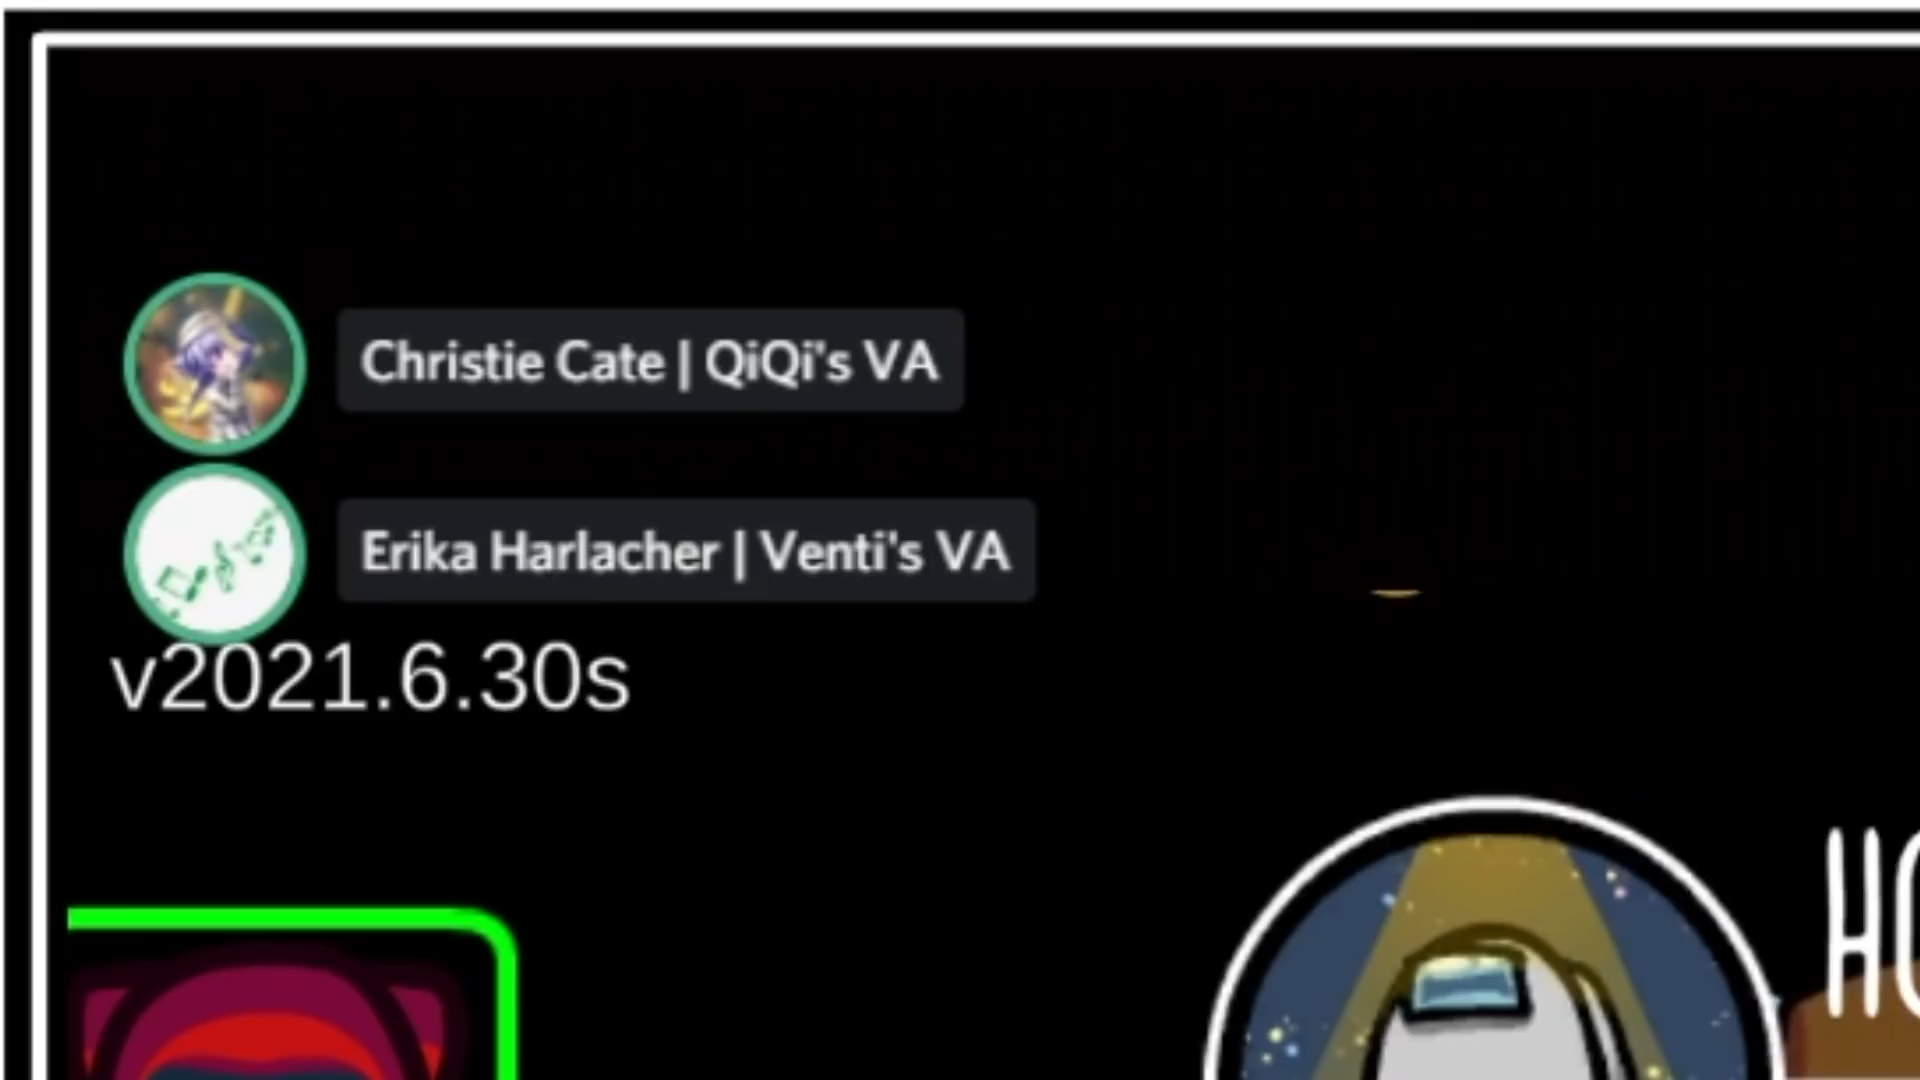 Christie Cate | QiQi's VA
Erika Harlacher | Venti's VA
v2021.6.30s